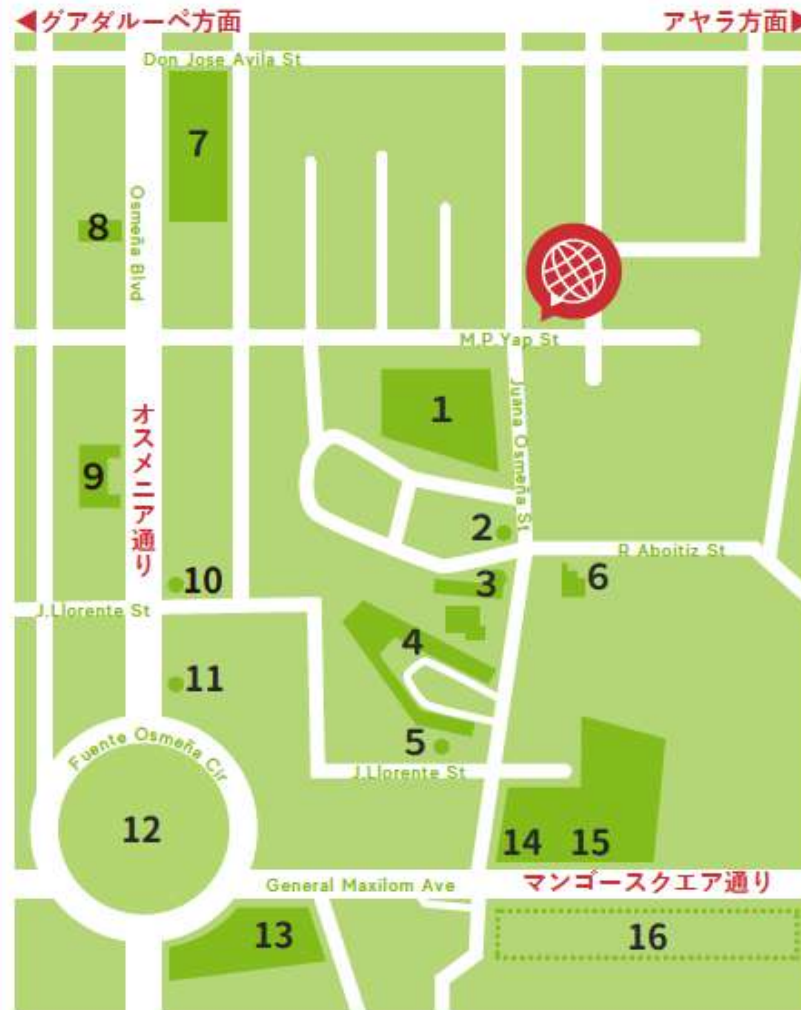 ◀グアダルーペ方面
アヤラ方面▶
Don Jose Avila St
7
8
Osmeña Blvd
M.P.Yap St
オスメニア通り
1
Juana Osmeña St
9
2
R Aboitiz St
10
3
6
J.Llorente St
4
11
5
Fuente Osmeña Cir
J.Llorente St
12
14
15
General Maxilom Ave
マンゴースクエア通り
13
16